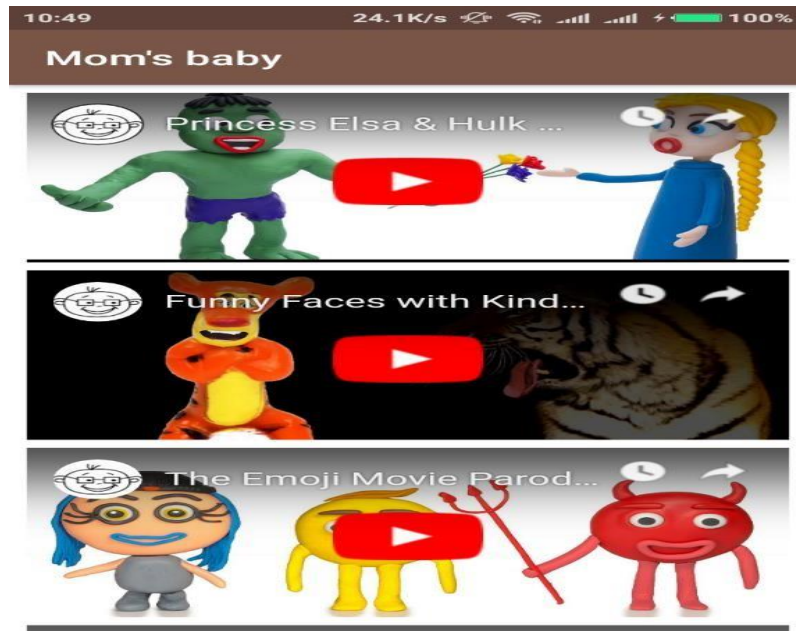 10:49 24.1K/s 100%
Mom's baby
Princess Elsa & Hulk ...
Funny Faces with Kind...
The Emoji Movie Parod...